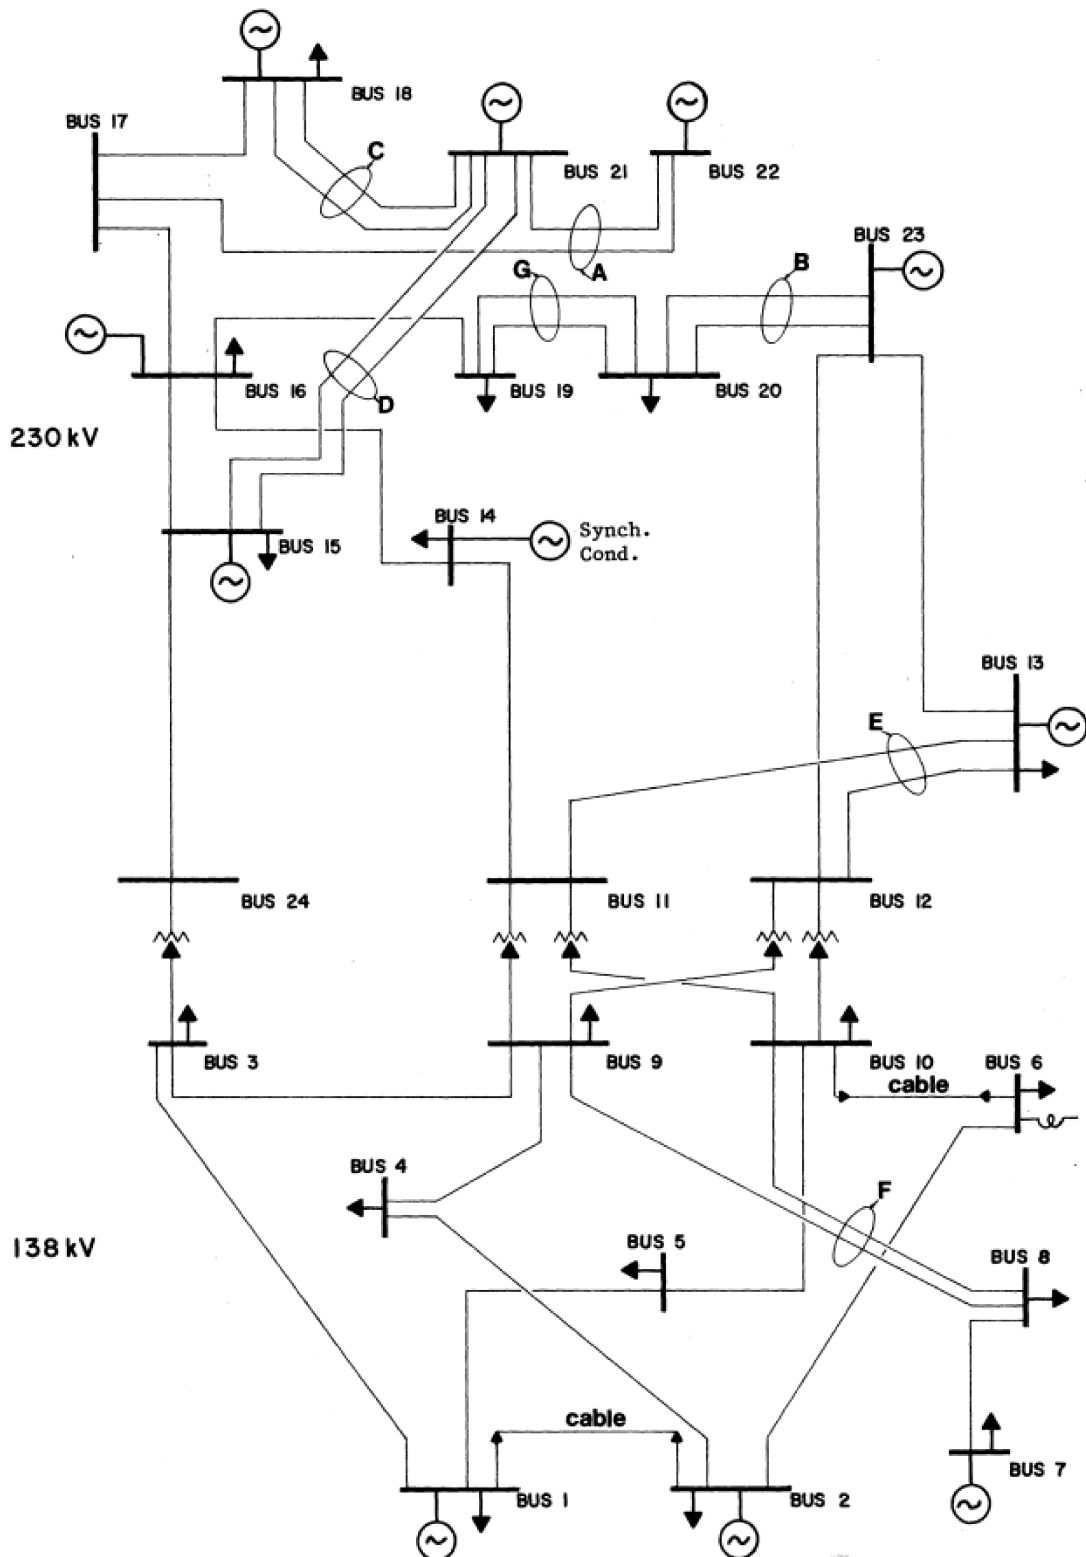 BUS 18
BUS 17
C
BUS 21
BUS 22
BUS 23
A
G
B
BUS 16
D
BUS 19
BUS 20
230 kV
BUS 14
Synch.
Cond.
BUS 15
BUS 13
E
BUS 24
BUS 11
BUS 12
BUS 3
BUS 9
BUS 10
BUS 6
cable
BUS 4
F
138 kV
BUS 5
BUS 8
cable
BUS 7
BUS 1
BUS 2